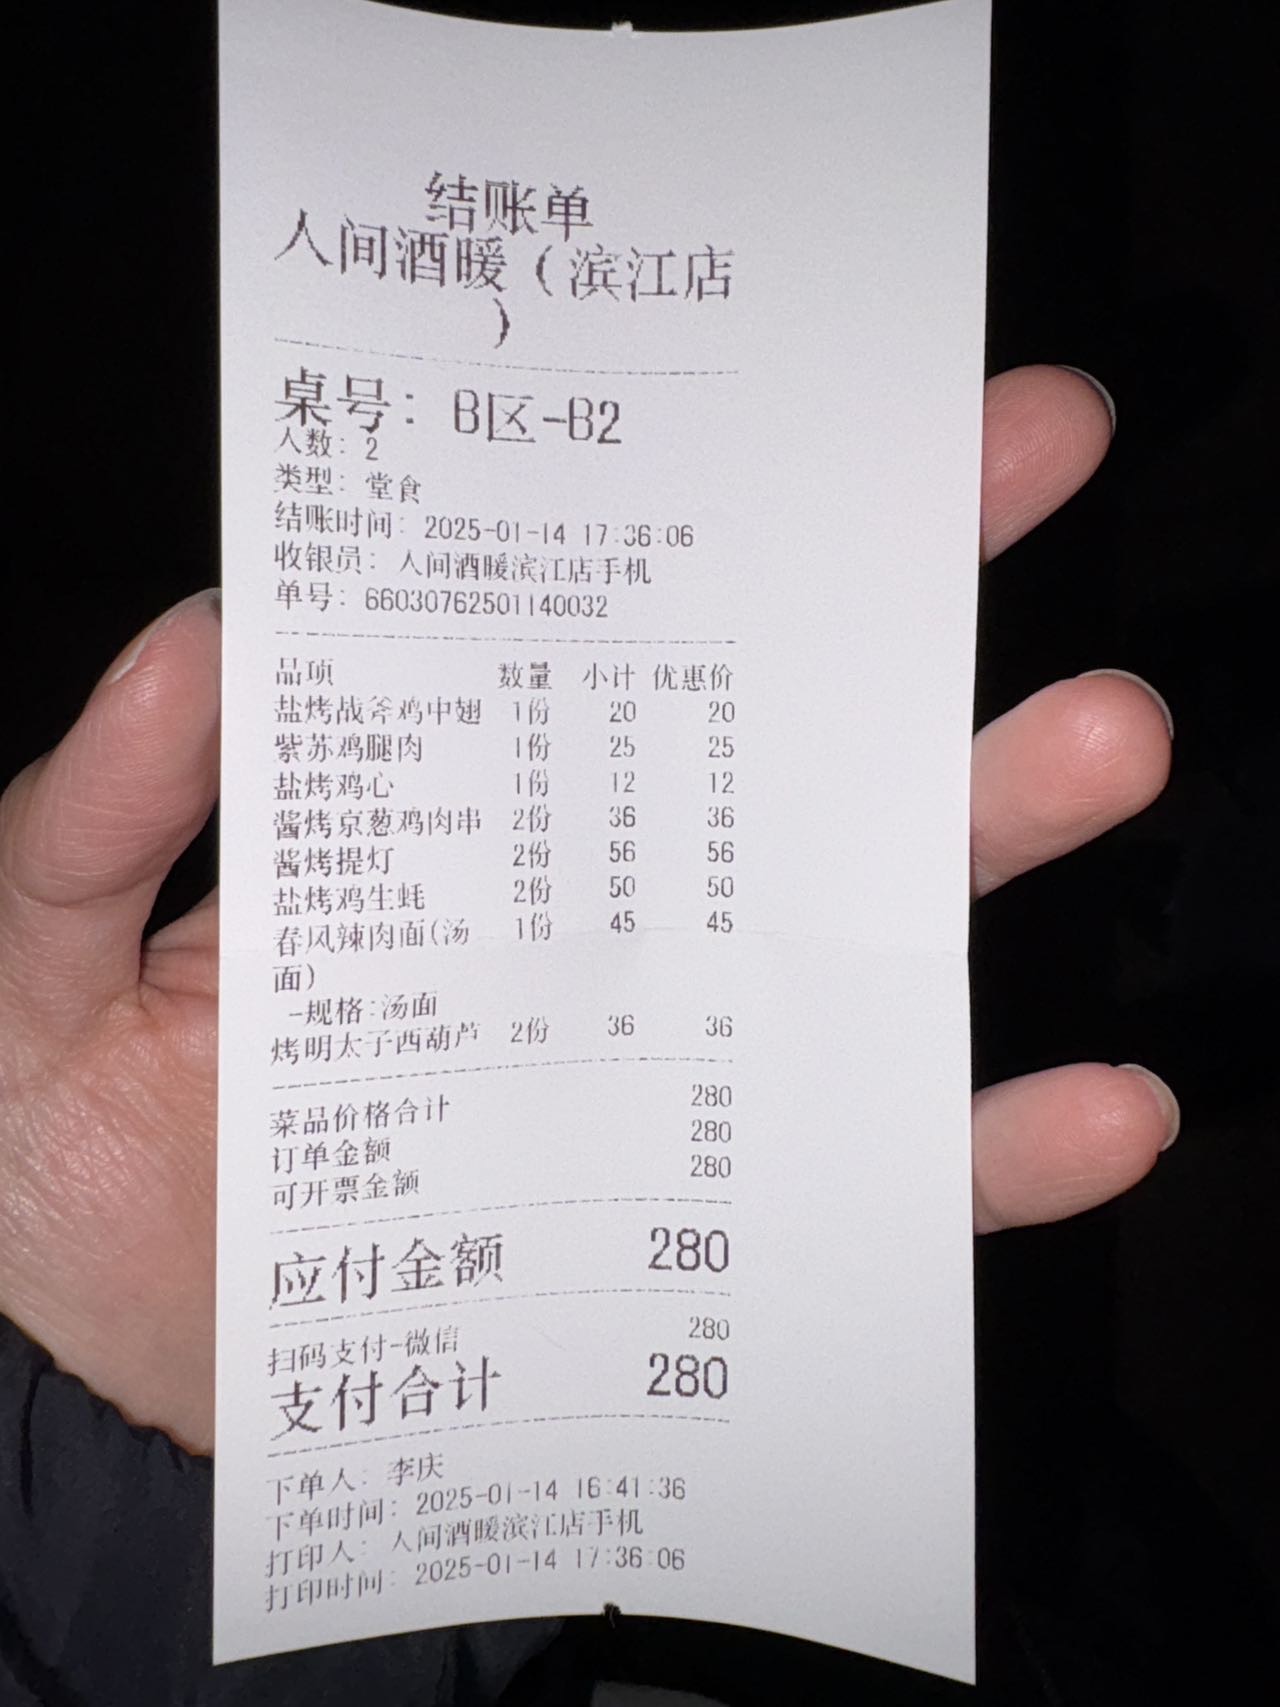 结账单
人间酒暖（滨江店
）
桌号：B区-B2
人数：2
类型：堂食
结账时间：2025-01-14 17:36:06
收银员：人间酒暖滨江店手机
单号：66030762501140032
品项 数量 小计 优惠价
盐烤战斧鸡中翅 1份 20 20
紫苏鸡腿肉 1份 25 25
盐烤鸡心 1份 12 12
酱烤京葱鸡肉串 2份 36 36
酱烤提灯 2份 56 56
盐烤鸡生蚝 2份 50 50
春风辣肉面(汤 1份 45 45
面)
-规格:汤面
烤明太子西葫芦 2份 36 36
菜品价格合计 280
订单金额 280
可开票金额 280
应付金额 280
扫码支付-微信 280
支付合计 280
下单人：李庆
下单时间：2025-01-14 16:41:36
打印人：人间酒暖滨江店手机
打印时间：2025-01-14 17:36:06